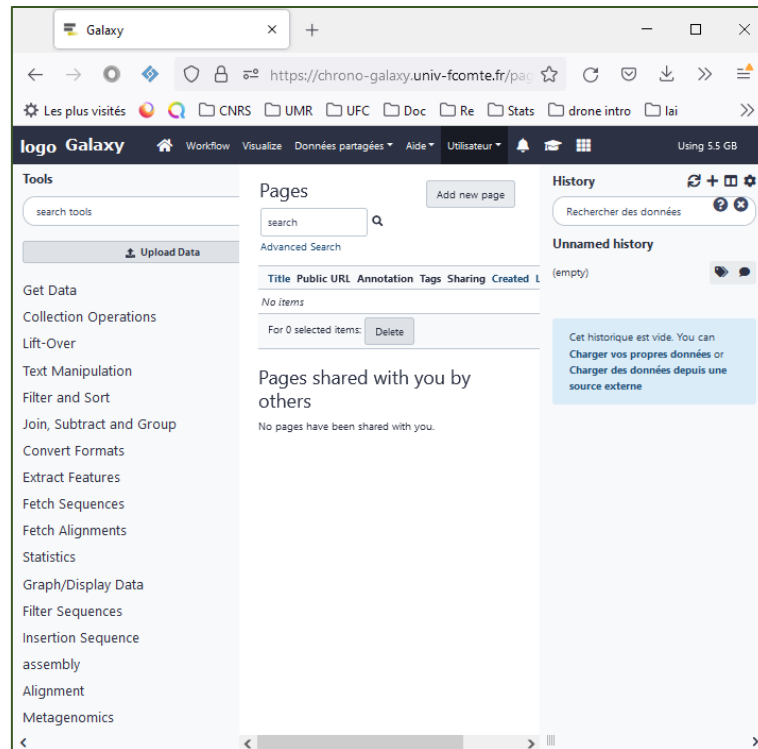 Galaxy
https://chrono-galaxy.univ-fcomte.fr/pag
Les plus visités CNRS UMR UFC Doc Re Stats drone intro lai
logo Galaxy Workflow Visualize Données partagées Aide Utilisateur Using 5.5 GB
Tools
search tools
Upload Data
Get Data
Collection Operations
Lift-Over
Text Manipulation
Filter and Sort
Join, Subtract and Group
Convert Formats
Extract Features
Fetch Sequences
Fetch Alignments
Statistics
Graph/Display Data
Filter Sequences
Insertion Sequence
assembly
Alignment
Metagenomics
Pages
Add new page
search
Advanced Search
Title Public URL Annotation Tags Sharing Created L
No items
For 0 selected items: Delete
Pages shared with you by
others
No pages have been shared with you.
History
Rechercher des données
Unnamed history
(empty)
Cet historique est vide. You can
Charger vos propres données or
Charger des données depuis une
source externe